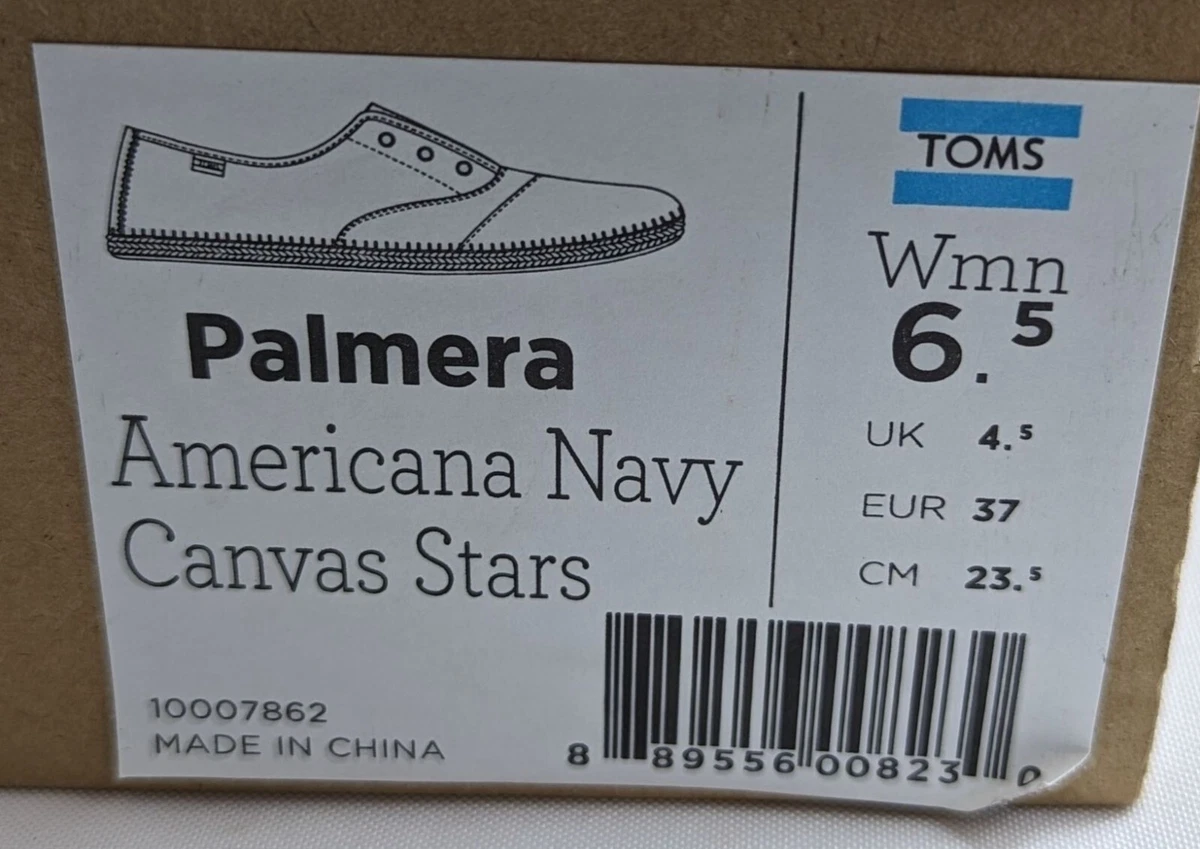 Palmera
Americana Navy
Canvas Stars
10007862
MADE IN CHINA
TOMS
Wmn
6.5
UK 4.5
EUR 37
CM 23.5
8 89556 00823 0